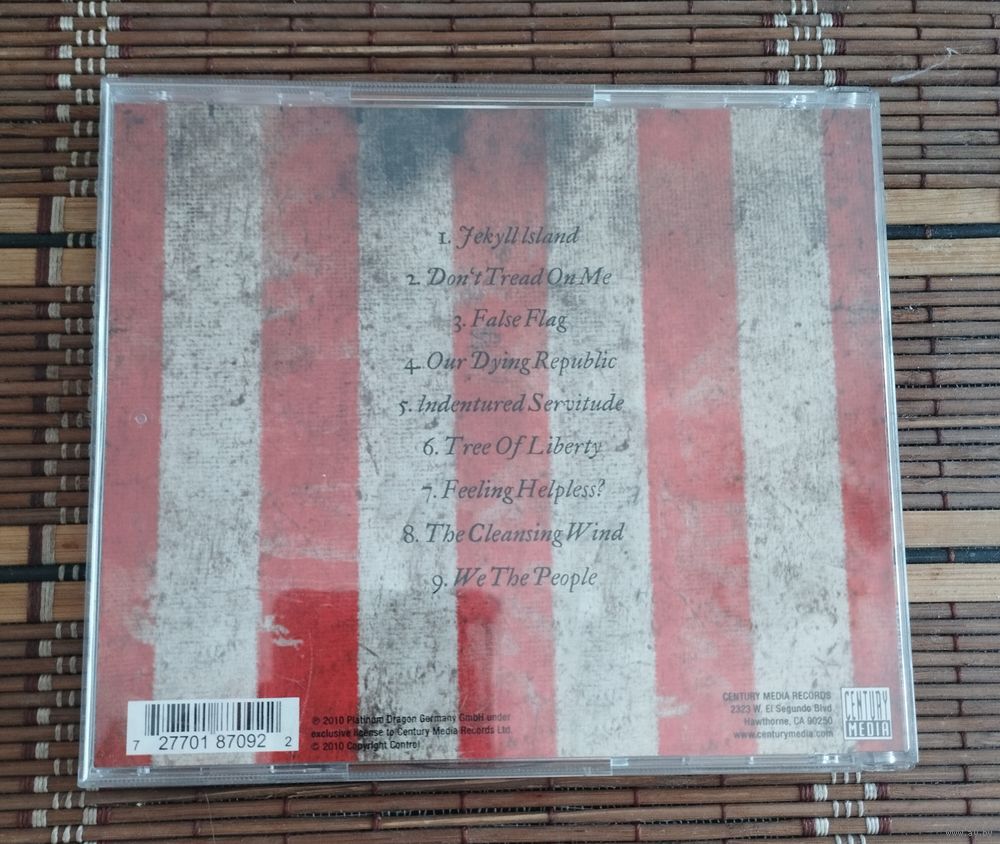 1. Jekyll Island
2. Don't Tread On Me
3. False Flag
4. Our Dying Republic
5. Indentured Servitude
6. Tree Of Liberty
7. Feeling Helpless?
8. The Cleansing Wind
9. We The People
7 27701 87092 2
© 2010 Platinum Dragon Germany GmbH under
exclusive license to Century Media Records Ltd.
© 2010 Copyright Control
CENTURY MEDIA RECORDS
2323 W. El Segundo Blvd
Hawthorne, CA 90250
www.centurymedia.com
CENTURY
MEDIA